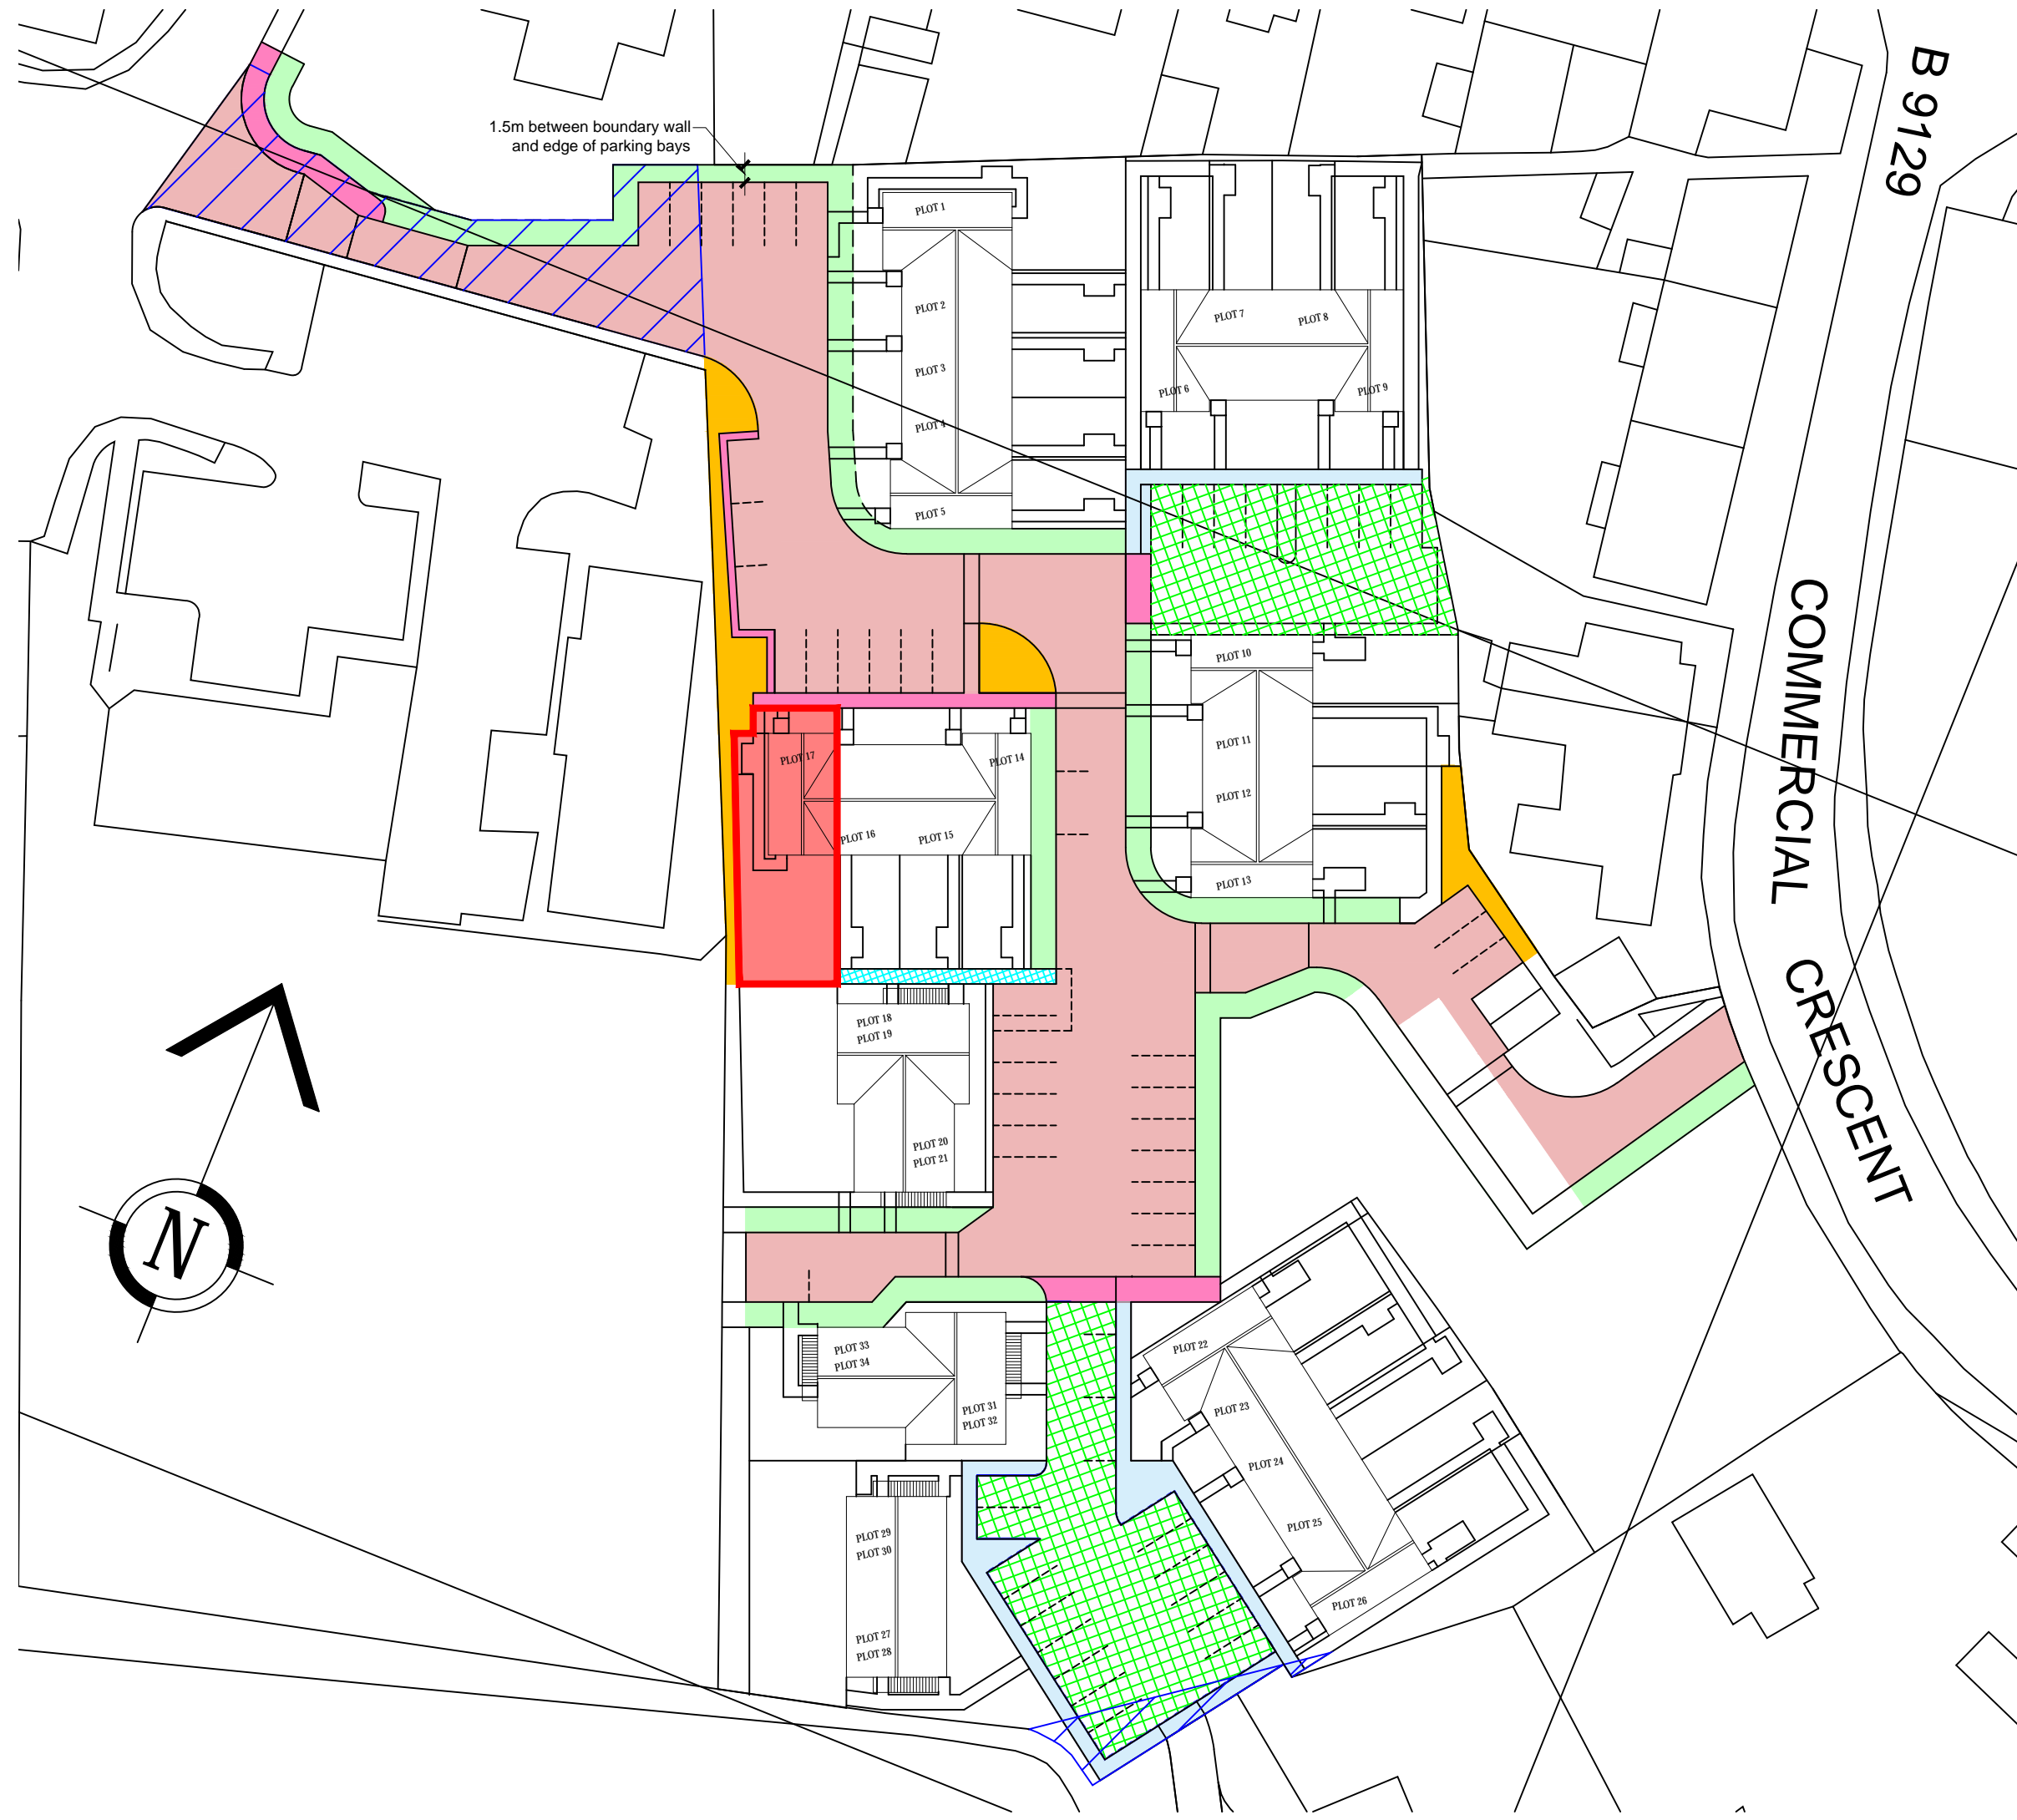 B 9129
1.5m between boundary wall
and edge of parking bays
PLOT 1
PLOT 2
PLOT 3
PLOT 4
PLOT 5
PLOT 7
PLOT 8
PLOT 6
PLOT 9
COMMERCIAL CRESCENT
PLOT 10
PLOT 11
PLOT 12
PLOT 13
PLOT 17
PLOT 14
PLOT 16
PLOT 15
PLOT 18
PLOT 19
PLOT 20
PLOT 21
N
PLOT 22
PLOT 23
PLOT 24
PLOT 25
PLOT 26
PLOT 33
PLOT 34
PLOT 31
PLOT 32
PLOT 29
PLOT 30
PLOT 27
PLOT 28